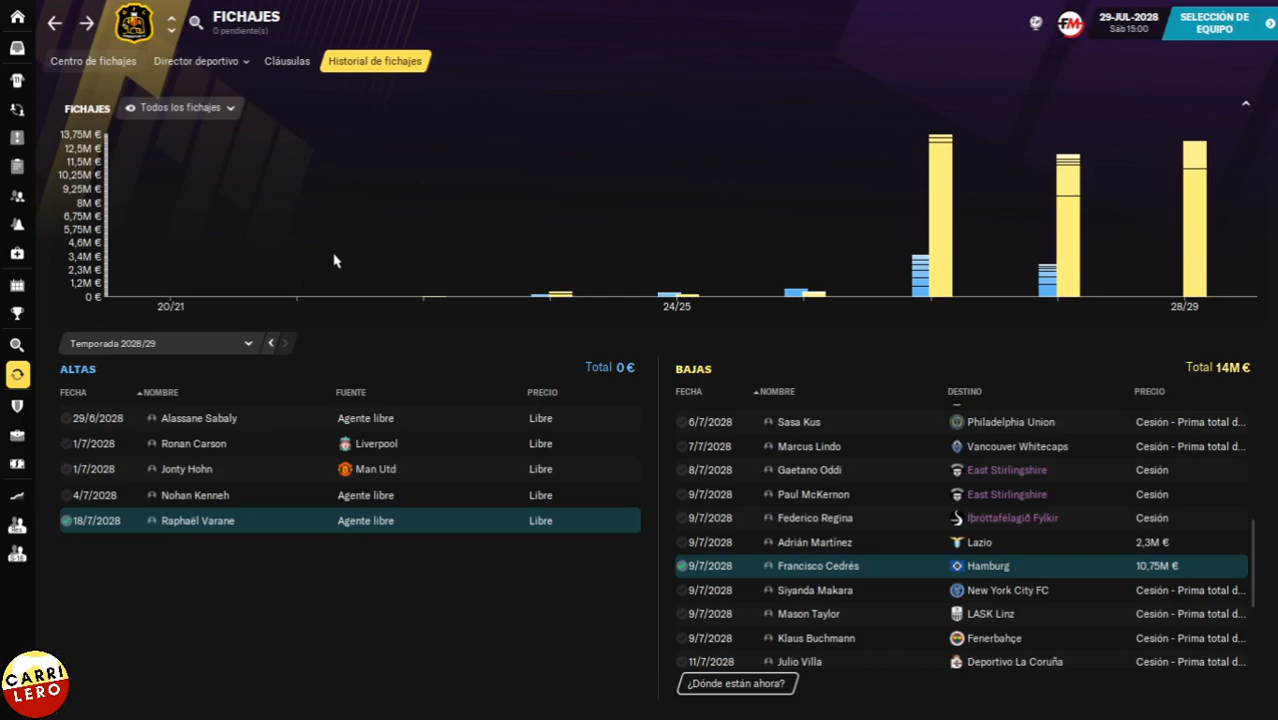 FICHAJES
0 pendiente(s)
29-JUL-2028
Sáb 15:00
SELECCIÓN DE
EQUIPO
Centro de fichajes
Director deportivo
Cláusulas
Historial de fichajes
FICHAJES
Todos los fichajes
13,75M €
12,5M €
11,5M €
10,25M €
9,25M €
8M €
6,75M €
5,75M €
4,6M €
3,4M €
2,3M €
1,2M €
0 €
20/21
24/25
28/29
Temporada 2028/29
ALTAS
Total 0 €
FECHA NOMBRE FUENTE PRECIO
29/6/2028 Alassane Sabaly Agente libre Libre
1/7/2028 Ronan Carson Liverpool Libre
1/7/2028 Jonty Hohn Man Utd Libre
4/7/2028 Nohan Kenneh Agente libre Libre
18/7/2028 Raphaël Varane Agente libre Libre
BAJAS
Total 14M €
FECHA NOMBRE DESTINO PRECIO
6/7/2028 Sasa Kus Philadelphia Union Cesión - Prima total d...
7/7/2028 Marcus Lindo Vancouver Whitecaps Cesión - Prima total d...
8/7/2028 Gaetano Oddi East Stirlingshire Cesión
9/7/2028 Paul McKernon East Stirlingshire Cesión
9/7/2028 Federico Regina Íþróttafélagið Fylkir Cesión
9/7/2028 Adrián Martínez Lazio 2,3M €
9/7/2028 Francisco Cedrés Hamburg 10,75M €
9/7/2028 Siyanda Makara New York City FC Cesión - Prima total d...
9/7/2028 Mason Taylor LASK Linz Cesión - Prima total d...
9/7/2028 Klaus Buchmann Fenerbahçe Cesión - Prima total d...
11/7/2028 Julio Villa Deportivo La Coruña Cesión - Prima total d...
¿Dónde están ahora?
CARRI
LERO
FM